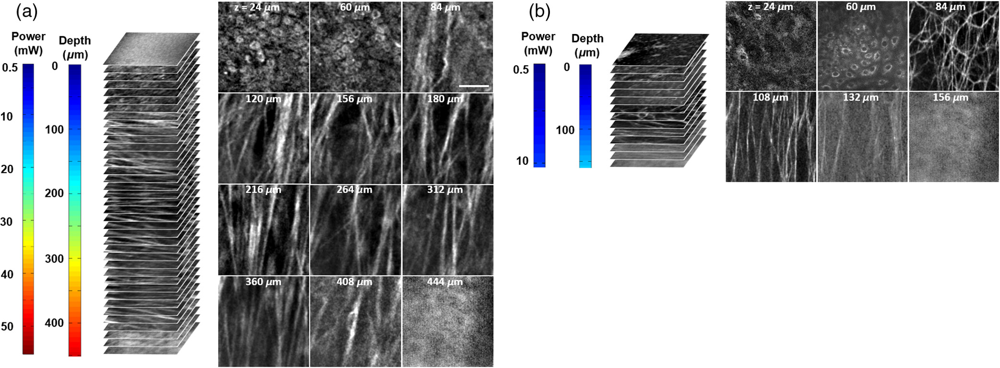 (a)
Power
(mW)
0.5
10
20
30
40
50
Depth
(μm)
0
100
200
300
400
z = 24 μm
60 μm
84 μm
120 μm
156 μm
180 μm
216 μm
264 μm
312 μm
360 μm
408 μm
444 μm
(b)
Power
(mW)
0.5
10
Depth
(μm)
0
100
z = 24 μm
60 μm
84 μm
108 μm
132 μm
156 μm